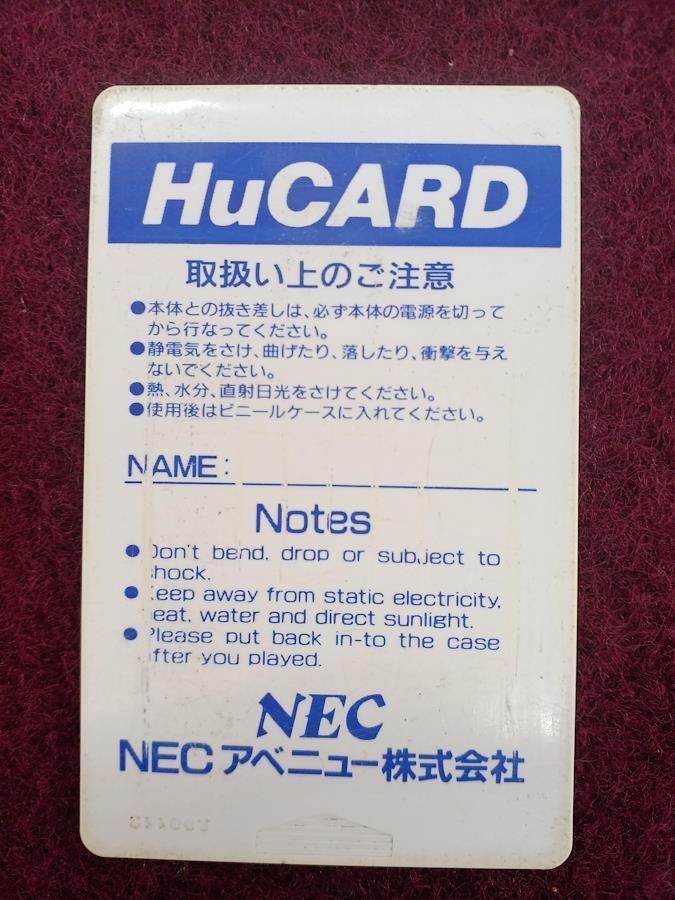 HuCARD
取扱い上のご注意
●本体との抜き差しは、必ず本体の電源を切って
から行なってください。
●静電気をさけ、曲げたり、落したり、衝撃を与え
ないでください。
●熱、水分、直射日光をさけてください。
●使用後はビニールケースに入れてください。
NAME:
Notes
● Don't bend. drop or subject to
shock.
● Keep away from static electricity,
heat, water and direct sunlight.
● Please put back in-to the case
after you played.
NEC
NECアベニュー株式会社